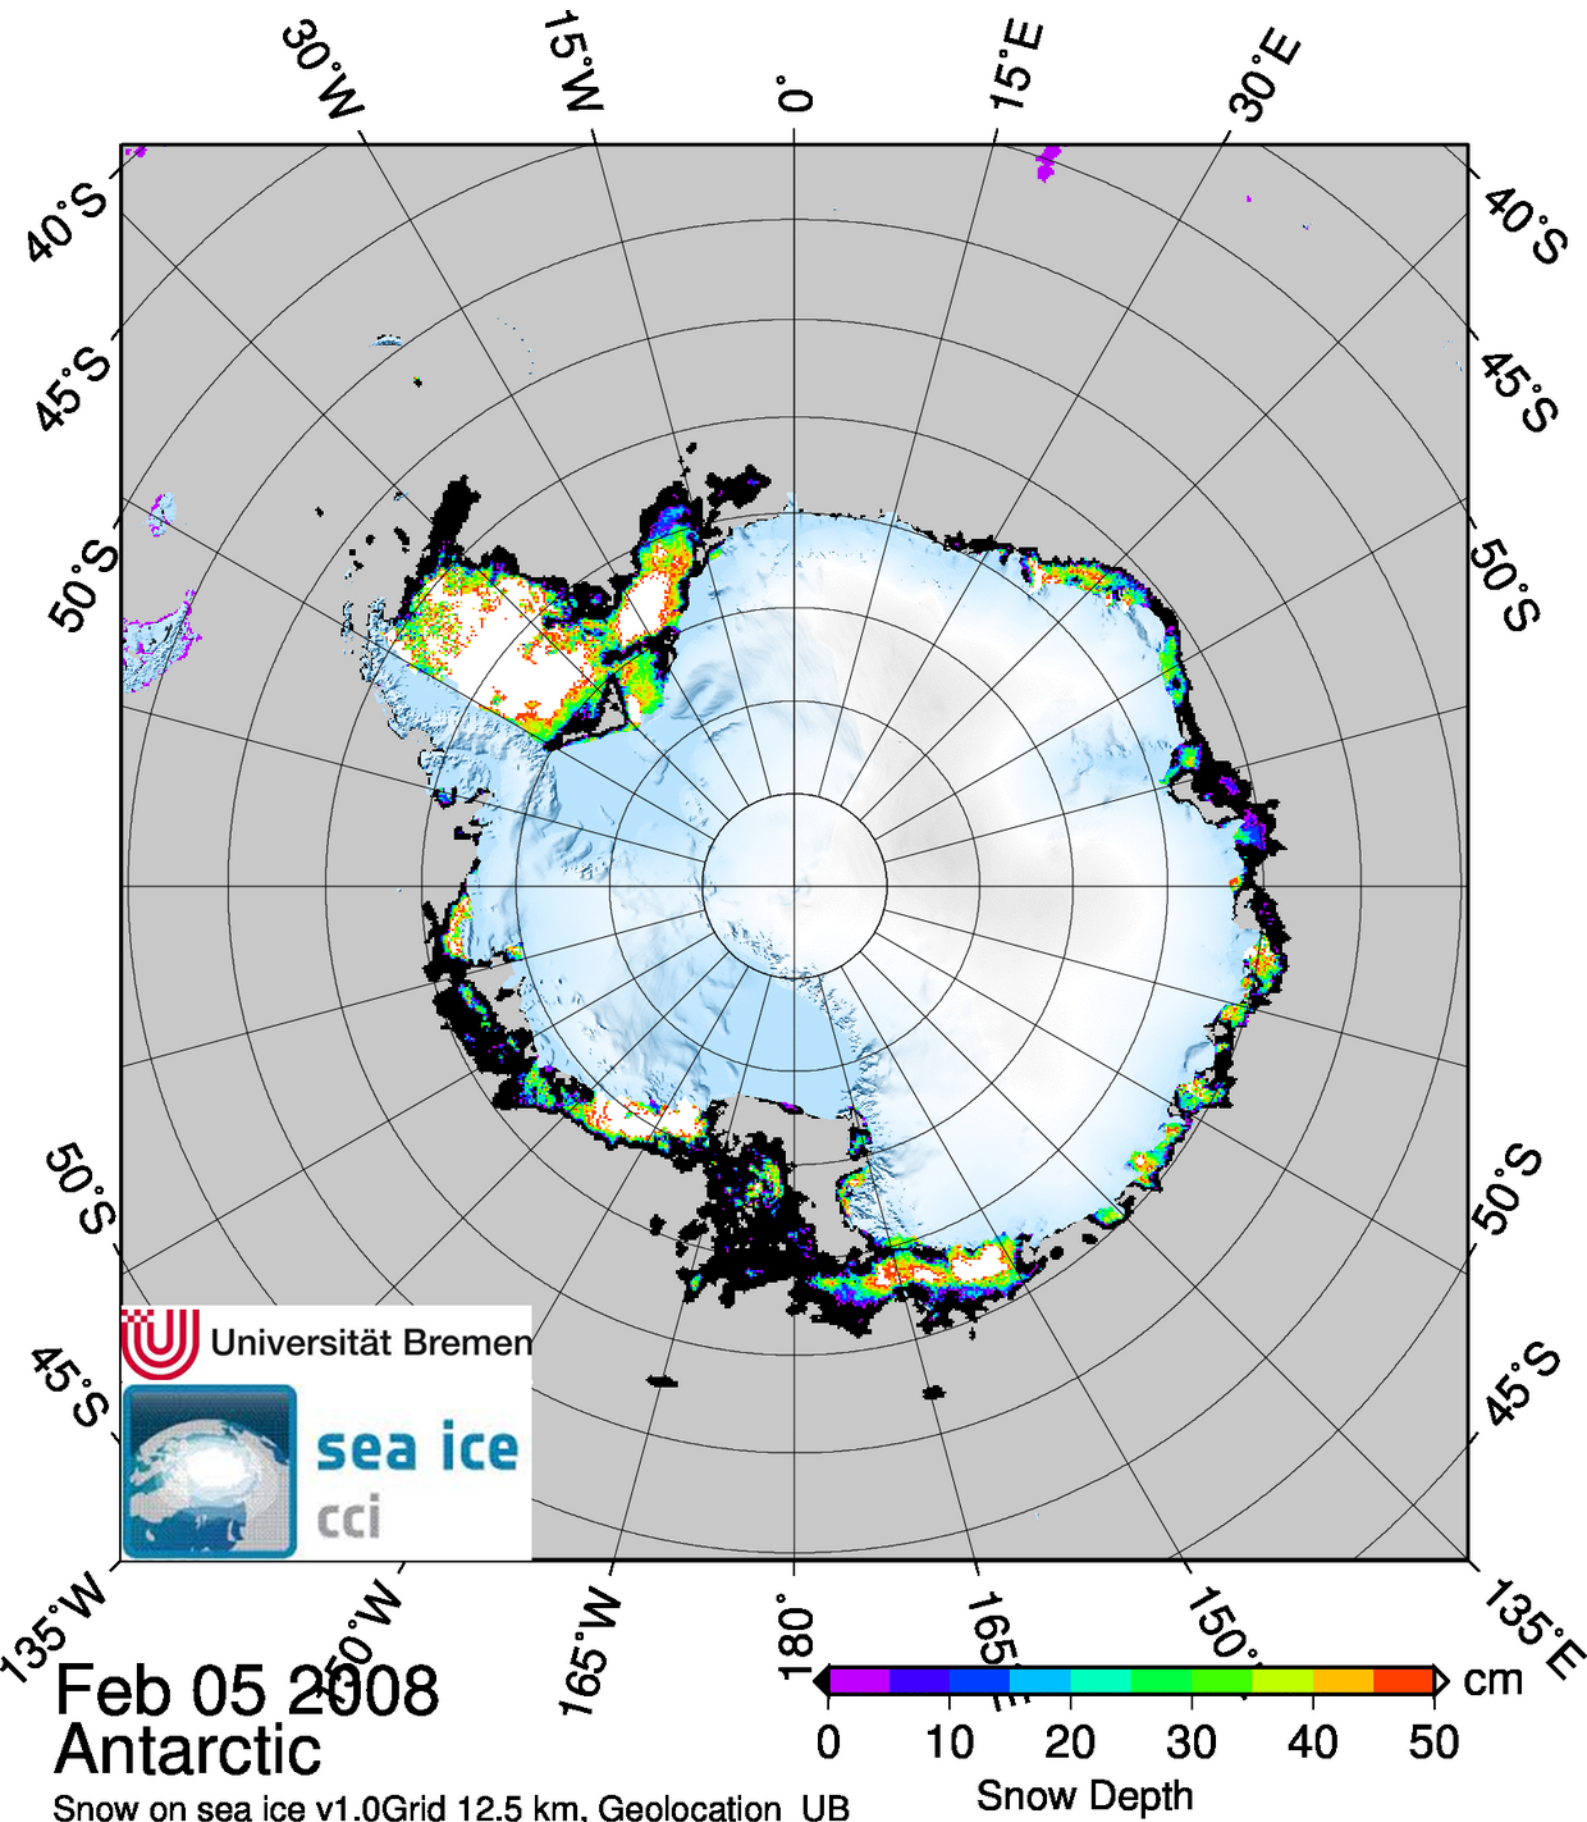 30°W
15°W
0°
15°E
30°E
40°S
40°S
45°S
45°S
50°S
50°S
50°S
50°S
45°S
45°S
Universität Bremen
sea ice
cci
135°W
165°W
180°
150°
135°E
Feb 05 2008
Antarctic
cm
0 10 20 30 40 50
Snow Depth
Snow on sea ice v1.0Grid 12.5 km, Geolocation UB